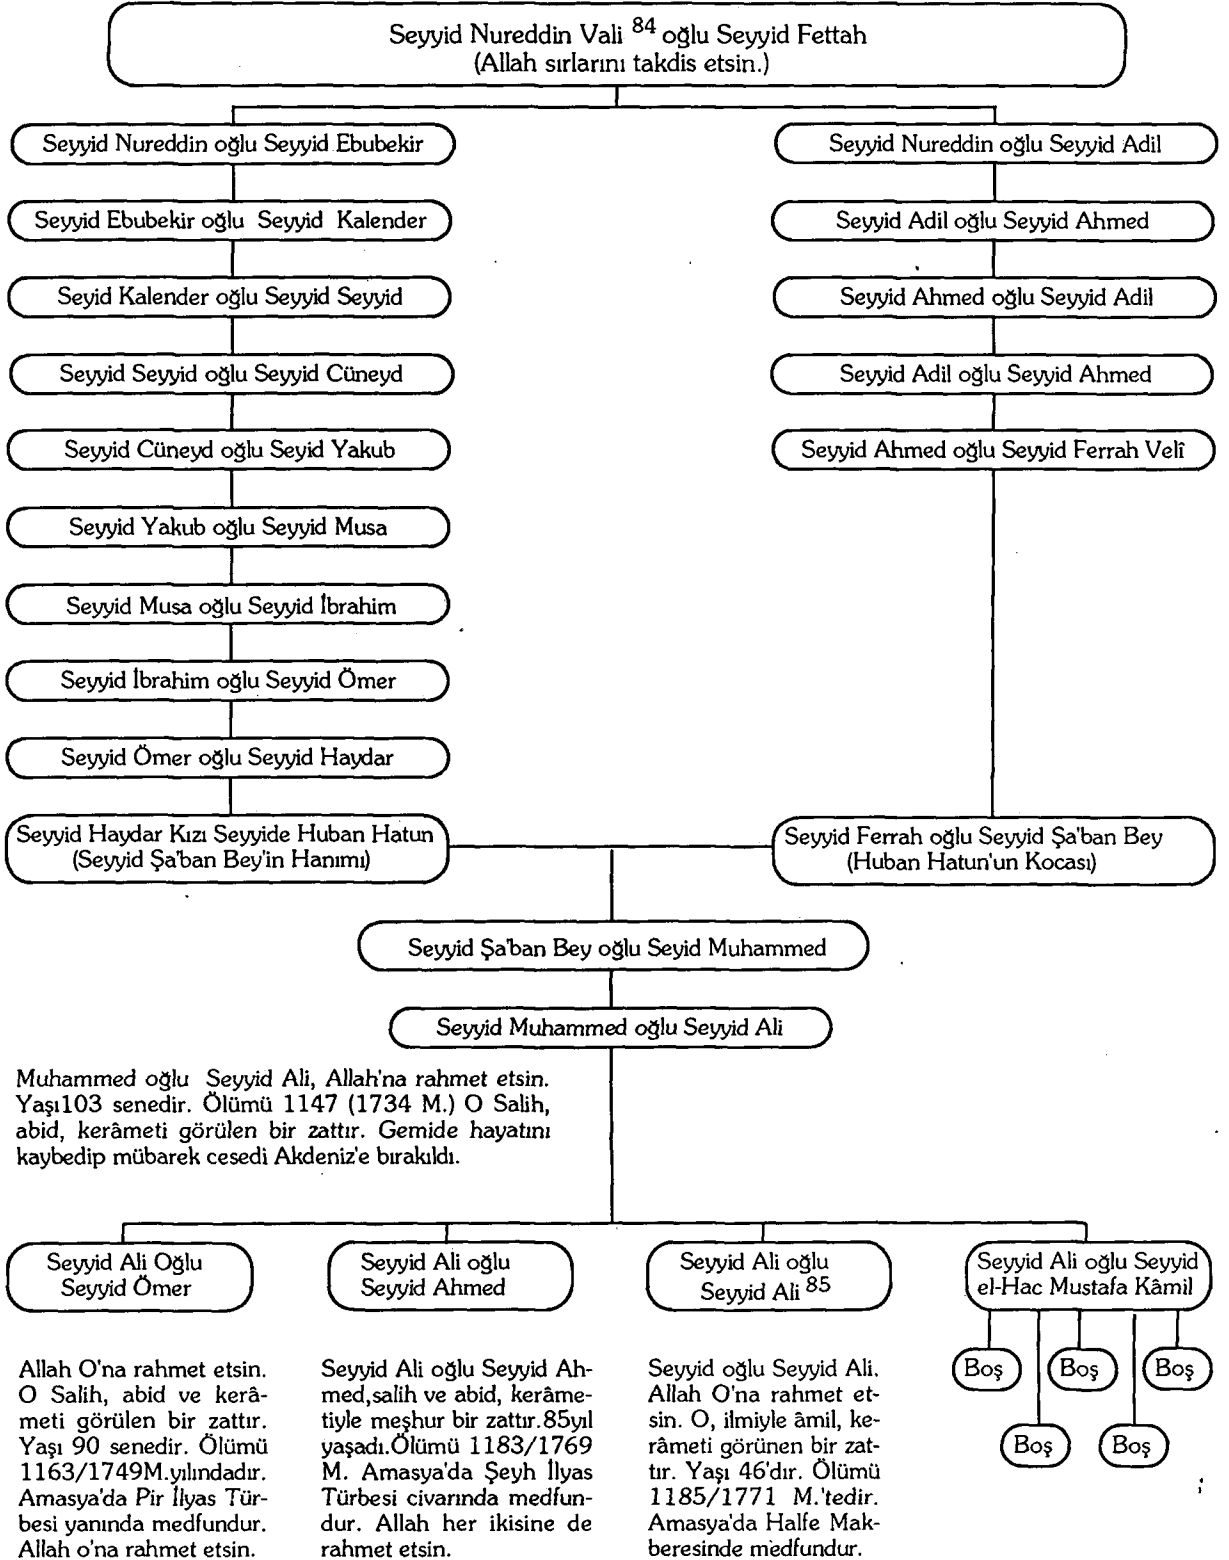 Seyyid Nureddin Vali 84 oğlu Seyyid Fettah
(Allah sırlarını takdis etsin.)
Seyyid Nureddin oğlu Seyyid Ebubekir
Seyyid Nureddin oğlu Seyyid Adil
Seyyid Ebubekir oğlu Seyyid Kalender
Seyyid Adil oğlu Seyyid Ahmed
Seyid Kalender oğlu Seyyid Seyyid
Seyyid Ahmed oğlu Seyyid Adil
Seyyid Seyyid oğlu Seyyid Cüneyd
Seyyid Adil oğlu Seyyid Ahmed
Seyyid Cüneyd oğlu Seyid Yakub
Seyyid Ahmed oğlu Seyyid Ferrah Velî
Seyyid Yakub oğlu Seyyid Musa
Seyyid Musa oğlu Seyyid İbrahim
Seyyid İbrahim oğlu Seyyid Ömer
Seyyid Ömer oğlu Seyyid Haydar
Seyyid Haydar Kızı Seyyide Huban Hatun
(Seyyid Şa'ban Bey'in Hanımı)
Seyyid Ferrah oğlu Seyyid Şa'ban Bey
(Huban Hatun'un Kocası)
Seyyid Şa'ban Bey oğlu Seyid Muhammed
Seyyid Muhammed oğlu Seyyid Ali
Muhammed oğlu Seyyid Ali, Allah'na rahmet etsin.
Yaşı103 senedir. Ölümü 1147 (1734 M.) O Salih,
abid, kerâmeti görülen bir zattır. Gemide hayatını
kaybedip mübarek cesedi Akdeniz'e bırakıldı.
Seyyid Ali Oğlu
Seyyid Ömer
Seyyid Ali oğlu
Seyyid Ahmed
Seyyid Ali oğlu
Seyyid Ali 85
Seyyid Ali oğlu Seyyid
el-Hac Mustafa Kâmil
Boş
Boş
Boş
Boş
Boş
Allah O'na rahmet etsin.
O Salih, abid ve kerâ-
meti görülen bir zattır.
Yaşı 90 senedir. Ölümü
1163/1749M.yılındadır.
Amasya'da Pir İlyas Tür-
besi yanında medfundur.
Allah o'na rahmet etsin.
Seyyid Ali oğlu Seyyid Ah-
med,salih ve abid, kerâme-
tiyle meşhur bir zattır.85yıl
yaşadı.Ölümü 1183/1769
M. Amasya'da Şeyh İlyas
Türbesi civarında medfun-
dur. Allah her ikisine de
rahmet etsin.
Seyyid oğlu Seyyid Ali.
Allah O'na rahmet et-
sin. O, ilmiyle âmil, ke-
râmeti görünen bir zat-
tır. Yaşı 46'dır. Ölümü
1185/1771 M.'tedir.
Amasya'da Halfe Mak-
beresinde medfundur.